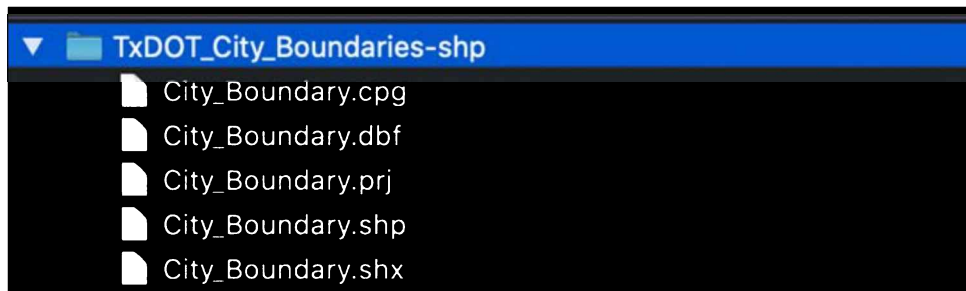 TxDOT_City_Boundaries-shp
City_Boundary.cpg
City_Boundary.dbf
City_Boundary.prj
City_Boundary.shp
City_Boundary.shx